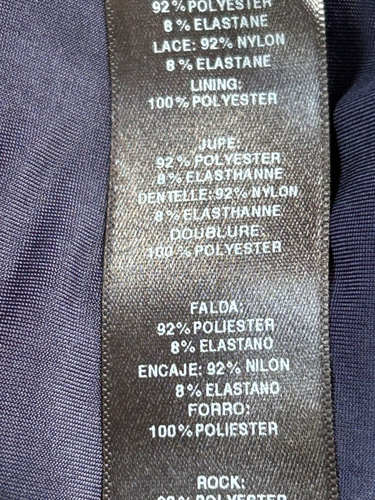 92% POLYESTER
8% ELASTANE
LACE: 92% NYLON
8% ELASTANE
LINING:
100% POLYESTER
JUPE:
92% POLYESTER
8% ELASTHANNE
DENTELLE: 92% NYLON
8% ELASTHANNE
DOUBLURE:
100% POLYESTER
FALDA:
92% POLIESTER
8% ELASTANO
ENCAJE: 92% NILON
8% ELASTANO
FORRO:
100% POLIESTER
ROCK:
92% POLYESTER